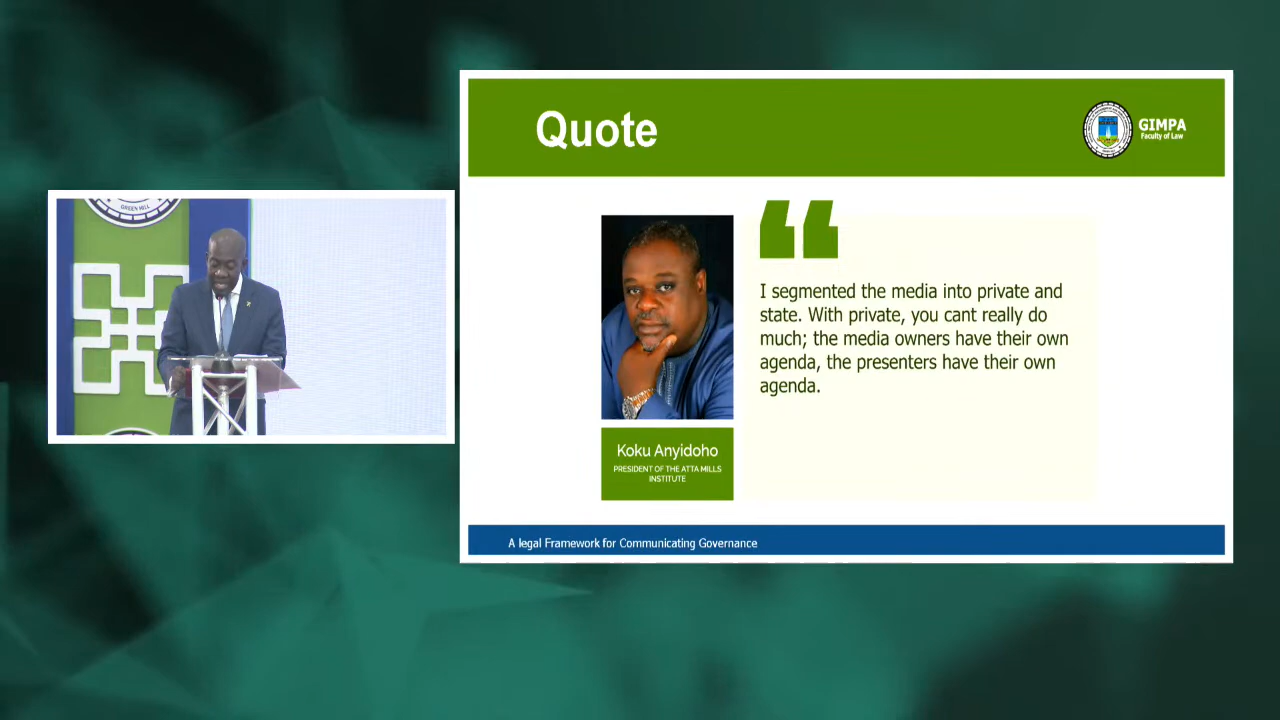 Quote
GIMPA
Faculty of Law
GREEN HILL
I segmented the media into private and
state. With private, you cant really do
much; the media owners have their own
agenda, the presenters have their own
agenda.
Koku Anyidoho
PRESIDENT OF THE ATTA MILLS
INSTITUTE
A legal Framework for Communicating Governance